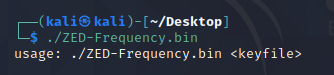 ┌──(kali㉿kali)-[~/Desktop]
└─$ ./ZED-Frequency.bin
usage: ./ZED-Frequency.bin <keyfile>